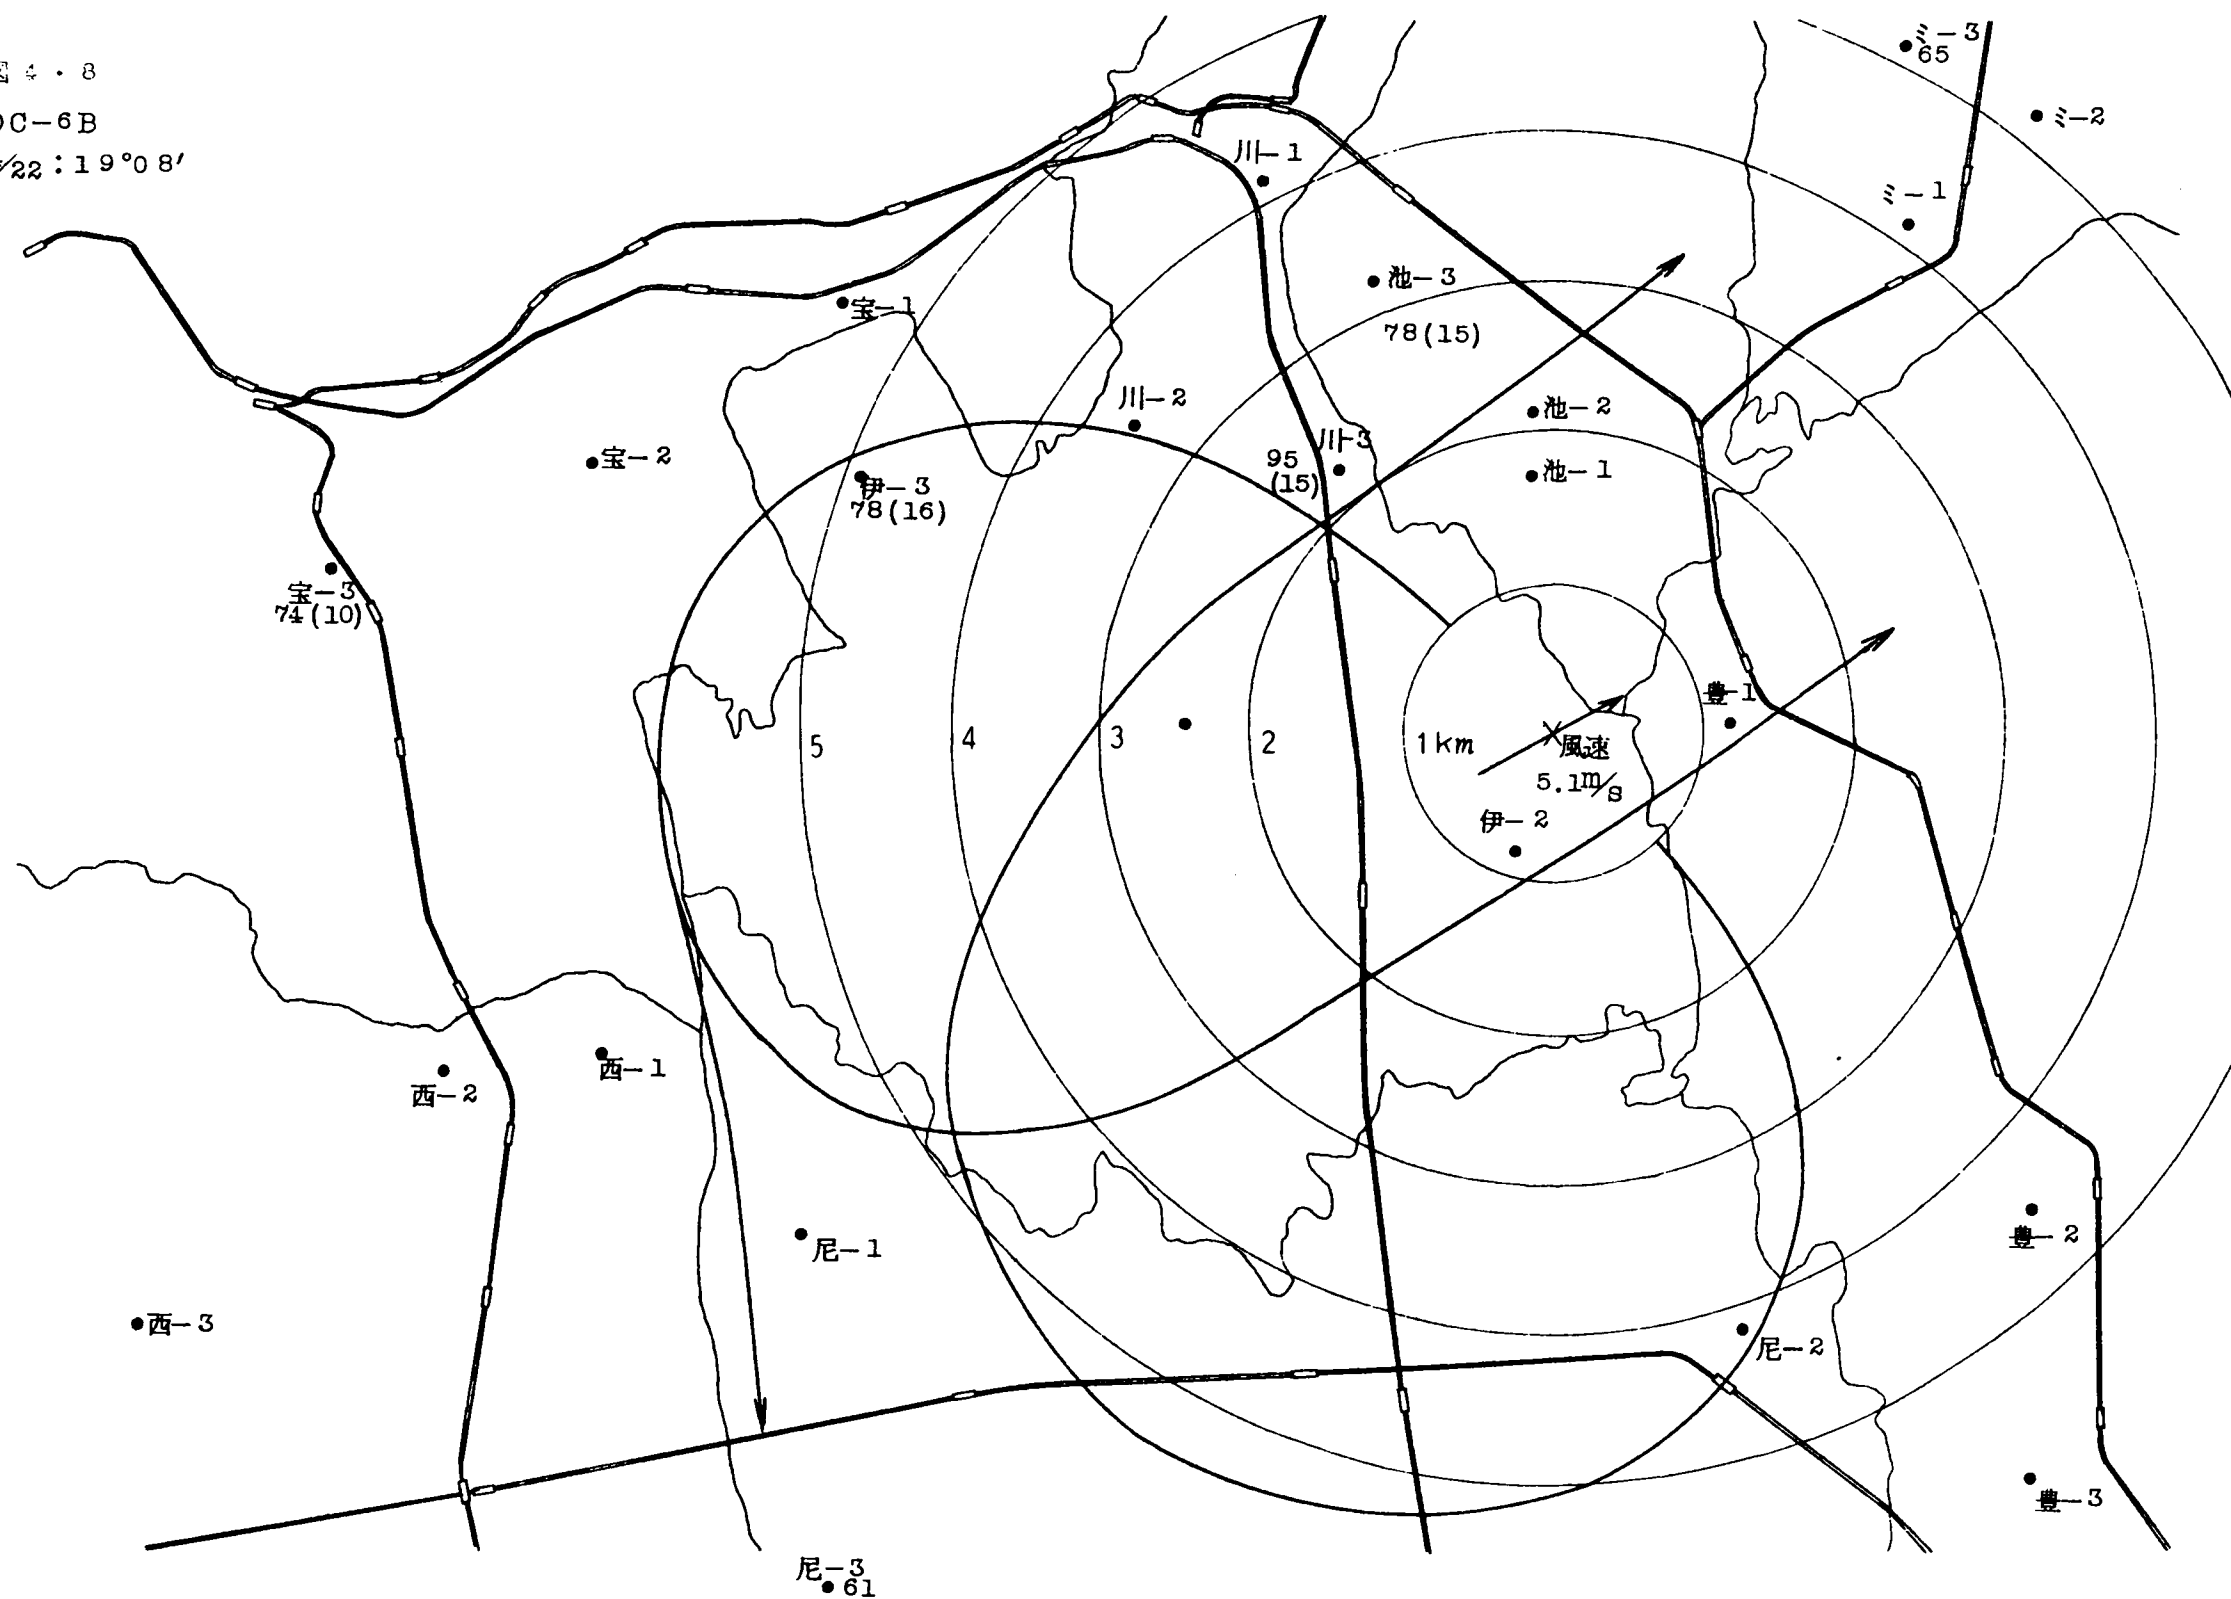 図4・8
DC-6B
/22:19°08′
ミ-3
65
ミ-2
ミ-1
川-1
池-3
78(15)
宝-1
川-2
池-2
川-3
95
(15)
池-1
宝-2
伊-3
78(16)
宝-3
74(10)
豊-1
5
4
3
2
1km
風速
5.1m/s
伊-2
西-1
西-2
豊-2
尼-1
西-3
尼-2
豊-3
尼-3
61